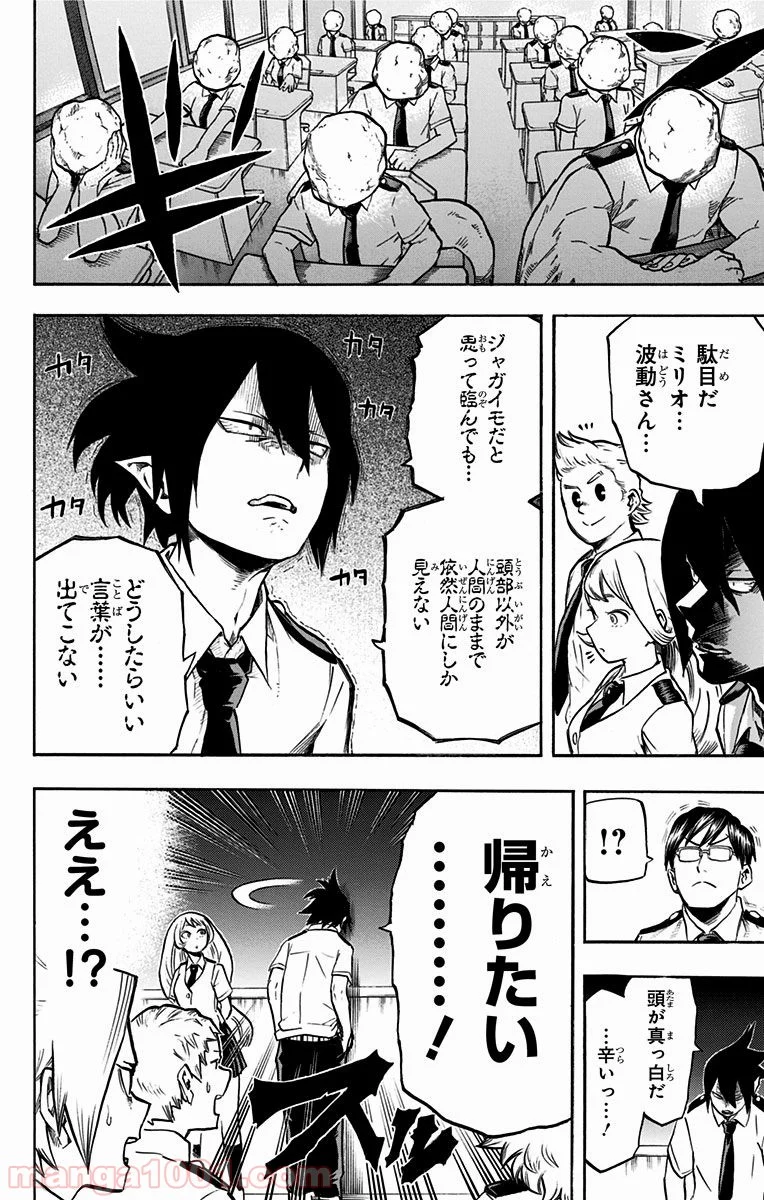 駄目だ
ミリオ…
波動さん…
ジャガイモだと
思って臨んでも…
頭部以外が
人間のままで
依然人間にしか
見えない
どうしたらいい
言葉が……
出てこない
カタ
カタ
カタ
カタ
カタ
!?
頭が真っ白だ
…辛いっ…!
帰りたい
………!
ええ…!?
manga1001.com